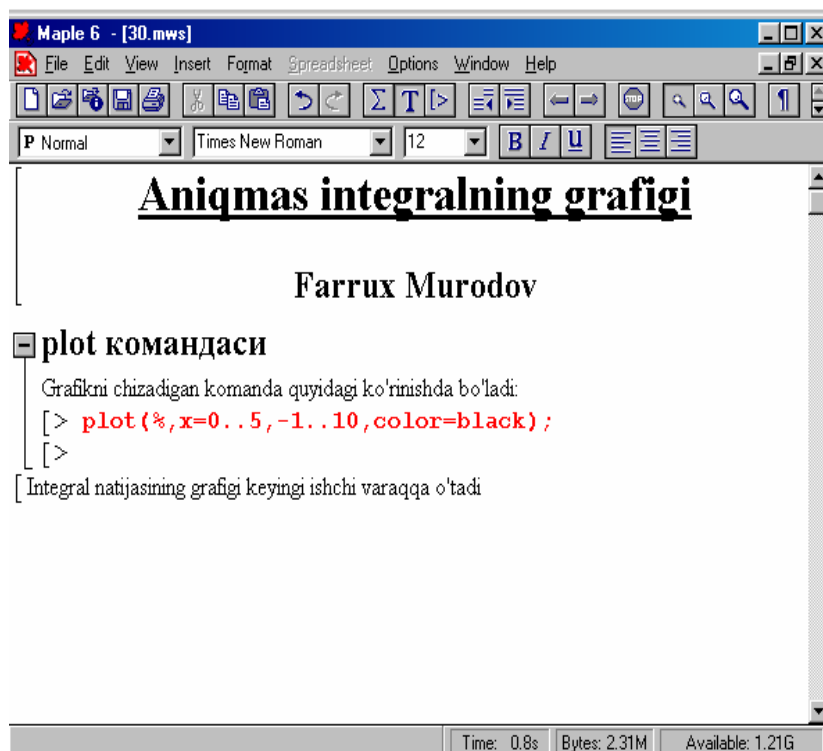 Maple 6 - [30.mws]
File Edit View Insert Format Spreadsheet Options Window Help
P Normal Times New Roman 12 B I U
Aniqmas integralning grafigi
Farrux Murodov
plot командаси
Grafikni chizadigan komanda quyidagi ko'rinishda bo'ladi:
[> plot(%,x=0..5,-1..10,color=black);
[>
Integral natijasining grafigi keyingi ishchi varaqqa o'tadi
Time: 0.8s Bytes: 2.31M Available: 1.21G